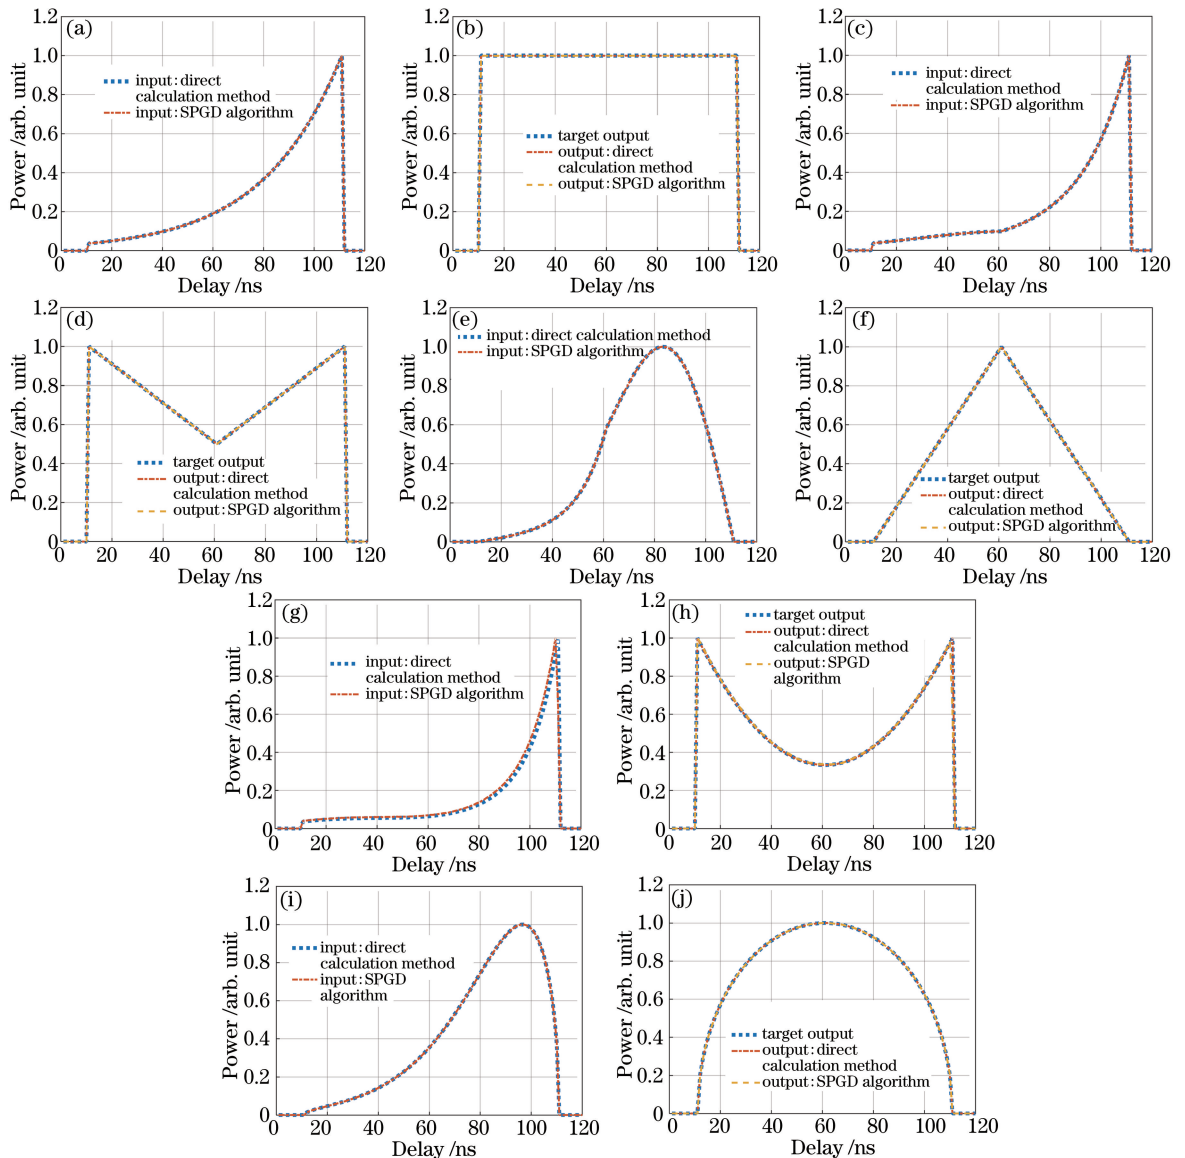 (a)
1.2
1.0
0.8
0.6
0.4
0.2
0
Power /arb. unit
input:direct
calculation method
input:SPGD algorithm
0 20 40 60 80 100 120
Delay /ns
(b)
1.2
1.0
0.8
0.6
0.4
0.2
0
Power /arb. unit
target output
output:direct
calculation method
output:SPGD algorithm
0 20 40 60 80 100 120
Delay /ns
(c)
1.2
1.0
0.8
0.6
0.4
0.2
0
Power /arb. unit
input:direct
calculation method
input:SPGD algorithm
0 20 40 60 80 100 120
Delay /ns
(d)
1.2
1.0
0.8
0.6
0.4
0.2
0
Power /arb. unit
target output
output:direct
calculation method
output:SPGD algorithm
0 20 40 60 80 100 120
Delay /ns
(e)
1.2
1.0
0.8
0.6
0.4
0.2
0
Power /arb. unit
input:direct calculation method
input:SPGD algorithm
0 20 40 60 80 100 120
Delay /ns
(f)
1.2
1.0
0.8
0.6
0.4
0.2
0
Power /arb. unit
target output
output:direct
calculation method
output:SPGD algorithm
0 20 40 60 80 100 120
Delay /ns
(g)
1.2
1.0
0.8
0.6
0.4
0.2
0
Power /arb. unit
input:direct
calculation method
input:SPGD algorithm
0 20 40 60 80 100 120
Delay /ns
(h)
1.2
1.0
0.8
0.6
0.4
0.2
0
Power /arb. unit
target output
output:direct
calculation method
output:SPGD
algorithm
0 20 40 60 80 100 120
Delay /ns
(i)
1.2
1.0
0.8
0.6
0.4
0.2
0
Power /arb. unit
input:direct
calculation method
input:SPGD
algorithm
0 20 40 60 80 100 120
Delay /ns
(j)
1.2
1.0
0.8
0.6
0.4
0.2
0
Power /arb. unit
target output
output:direct
calculation method
output:SPGD algorithm
0 20 40 60 80 100 120
Delay /ns